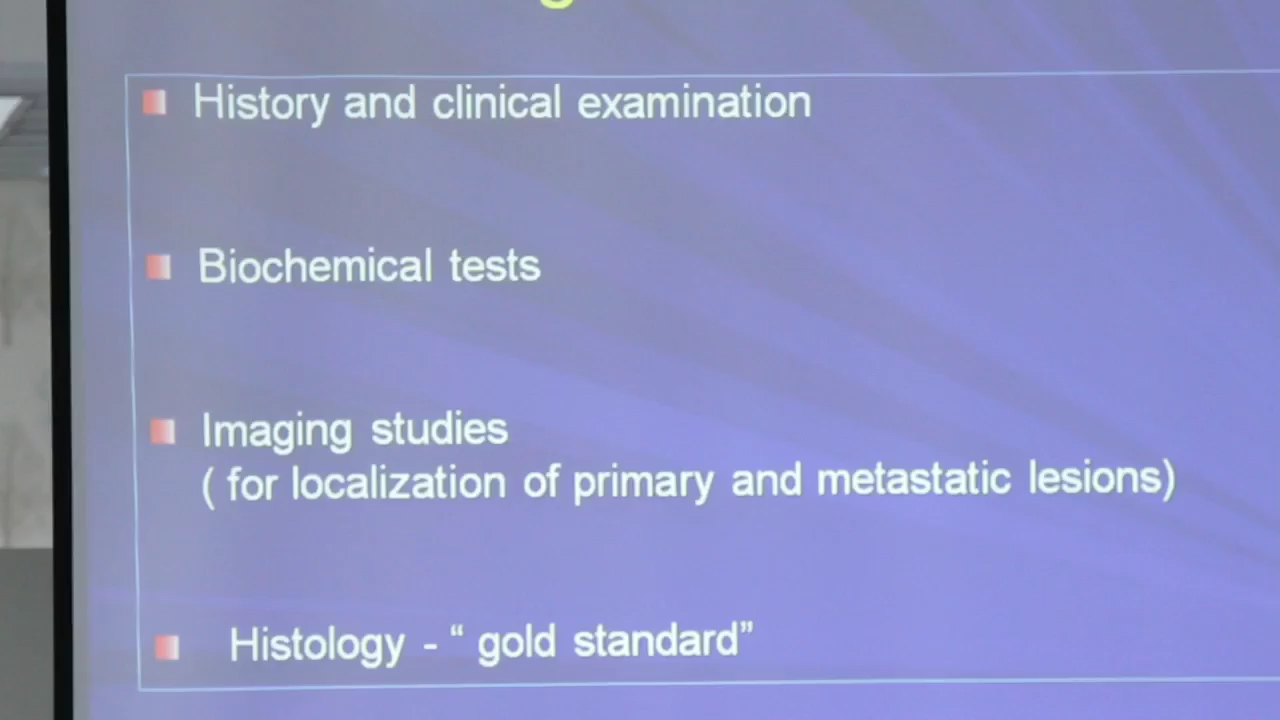 History and clinical examination
Biochemical tests
Imaging studies
( for localization of primary and metastatic lesions)
Histology - “ gold standard”